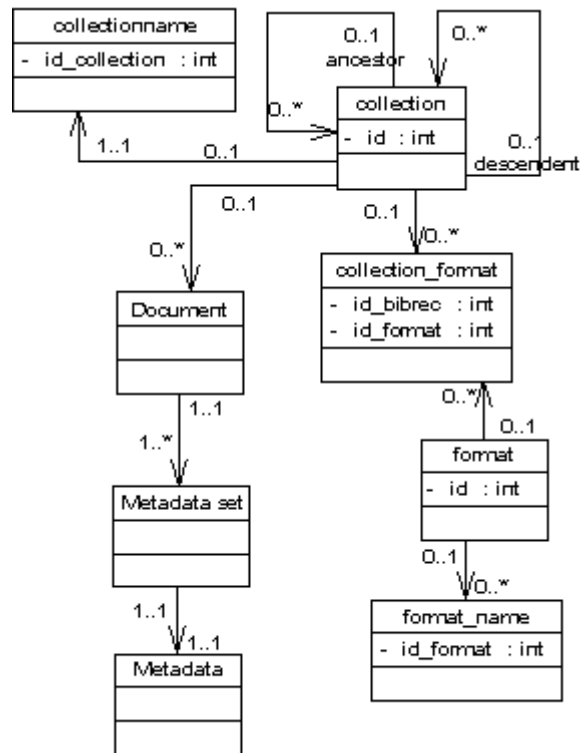 collectionname
- id_collection : int
0..1
ancestor
0..*
0..*
collection
- id : int
0..1
descendent
1..1
0..1
0..1
0..1
0..*
0..*
collection_format
- id_bibrec : int
- id_format : int
Document
1..1
0..*
0..1
1..*
format
- id : int
Metadada set
0..1
0..*
1..1
1..1
format_name
- id_format : int
Metadada